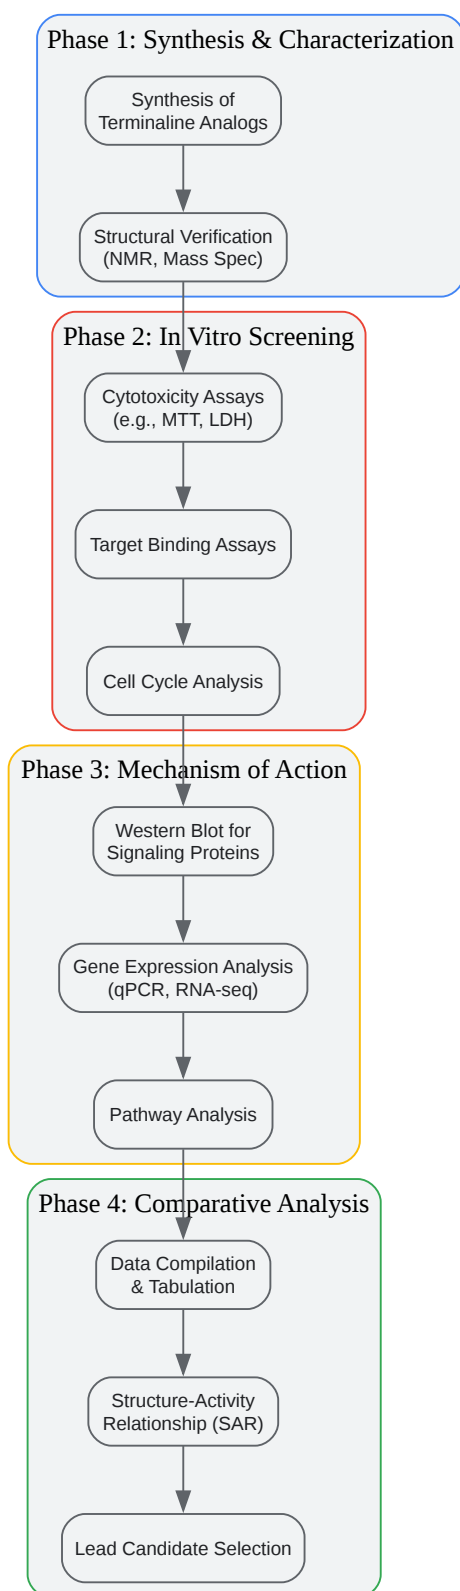 Phase 1: Synthesis & Characterization
Synthesis of
Terminaline Analogs
Structural Verification
(NMR, Mass Spec)
Phase 2: In Vitro Screening
Cytotoxicity Assays
(e.g., MTT, LDH)
Target Binding Assays
Cell Cycle Analysis
Phase 3: Mechanism of Action
Western Blot for
Signaling Proteins
Gene Expression Analysis
(qPCR, RNA-seq)
Pathway Analysis
Phase 4: Comparative Analysis
Data Compilation
& Tabulation
Structure-Activity
Relationship (SAR)
Lead Candidate Selection